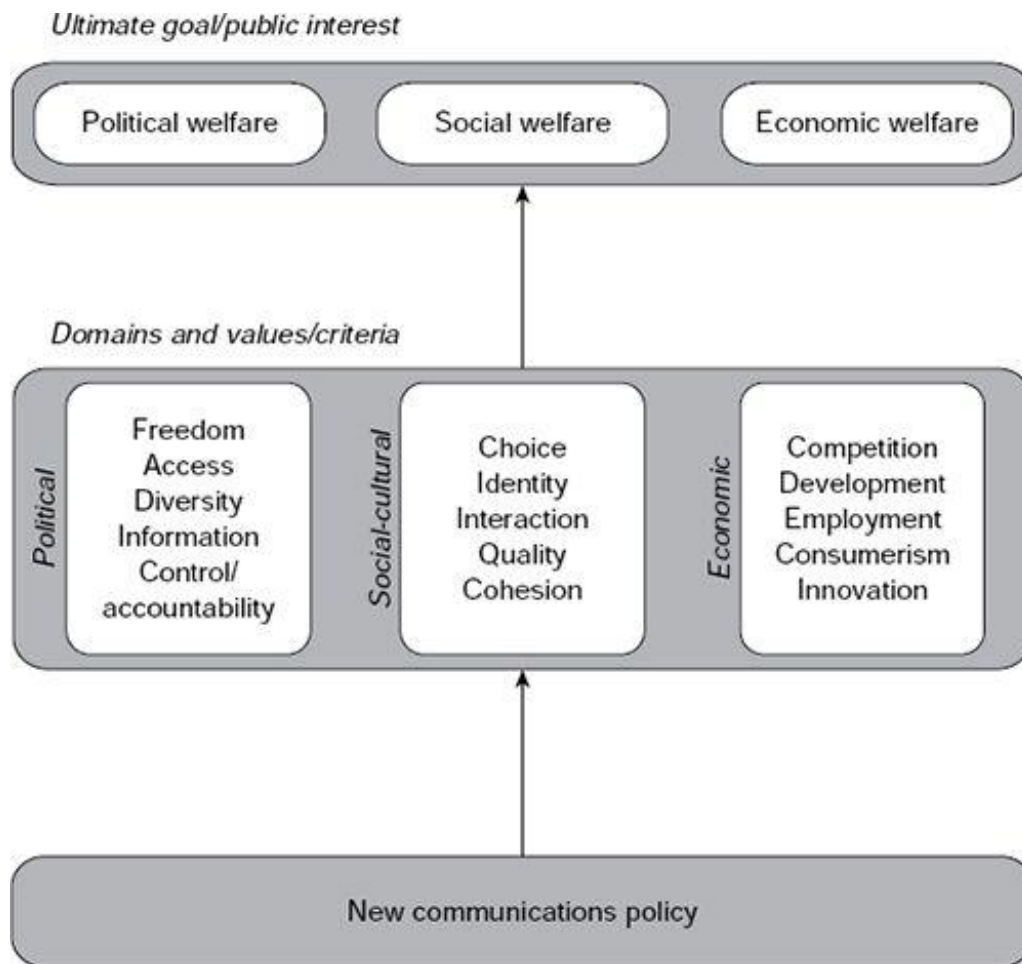 Ultimate goal/public interest
Political welfare
Social welfare
Economic welfare
Domains and values/criteria
Political
Freedom
Access
Diversity
Information
Control/
accountability
Social-cultural
Choice
Identity
Interaction
Quality
Cohesion
Economic
Competition
Development
Employment
Consumerism
Innovation
New communications policy